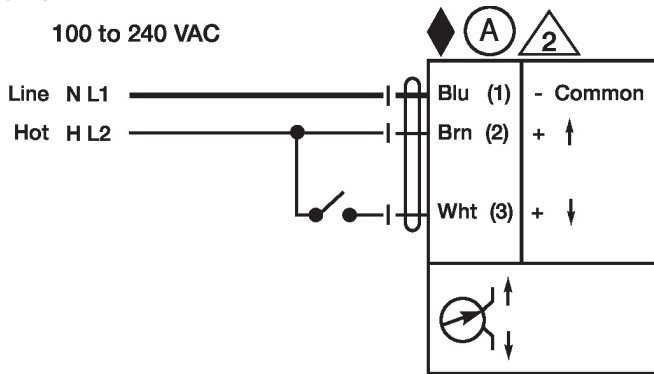 100 to 240 VAC
A
2
Line N L1
Blu (1) - Common
Hot H L2
Brn (2) + ↑
Wht (3) + ↓